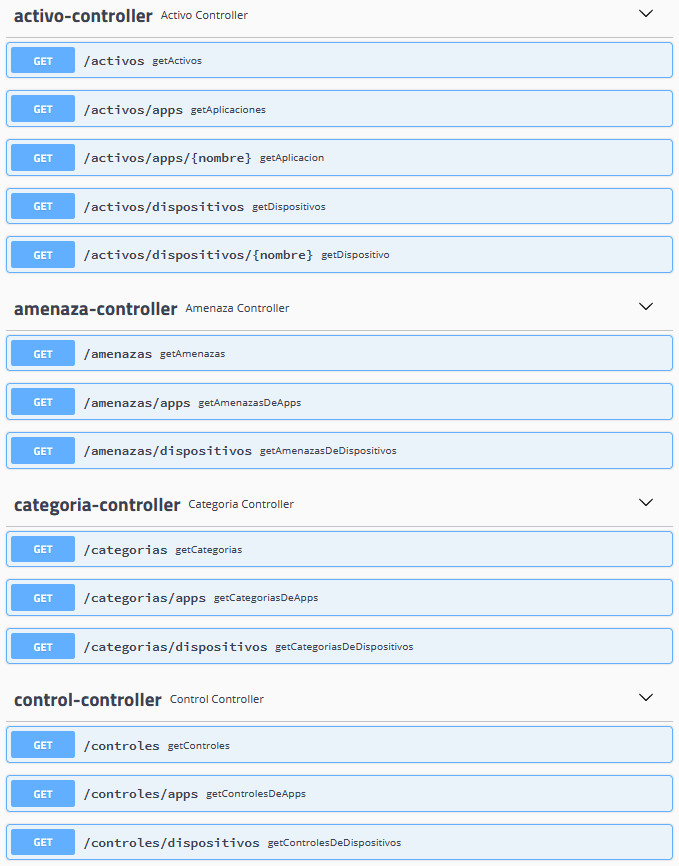 activo-controller Activo Controller
GET /activos getActivos
GET /activos/apps getAplicaciones
GET /activos/apps/{nombre} getAplicacion
GET /activos/dispositivos getDispositivos
GET /activos/dispositivos/{nombre} getDispositivo
amenaza-controller Amenaza Controller
GET /amenazas getAmenazas
GET /amenazas/apps getAmenazasDeApps
GET /amenazas/dispositivos getAmenazasDeDispositivos
categoria-controller Categoria Controller
GET /categorias getCategorias
GET /categorias/apps getCategoriasDeApps
GET /categorias/dispositivos getCategoriasDeDispositivos
control-controller Control Controller
GET /controles getControles
GET /controles/apps getControlesDeApps
GET /controles/dispositivos getControlesDeDispositivos